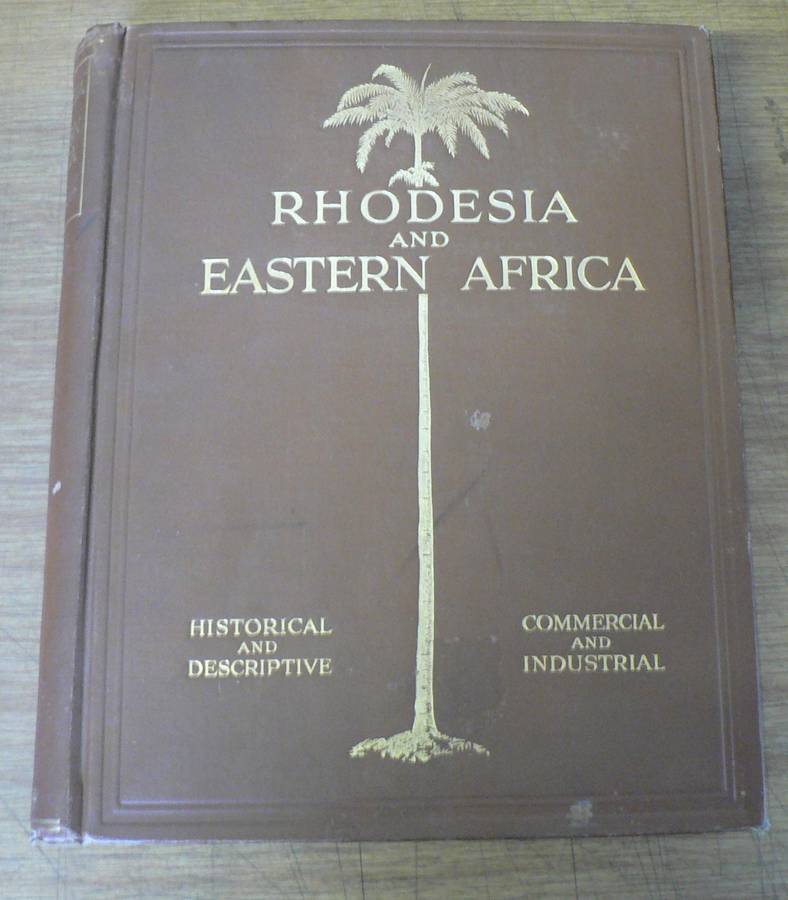 RHODESIA
AND
EASTERN AFRICA
HISTORICAL
AND
DESCRIPTIVE
COMMERCIAL
AND
INDUSTRIAL